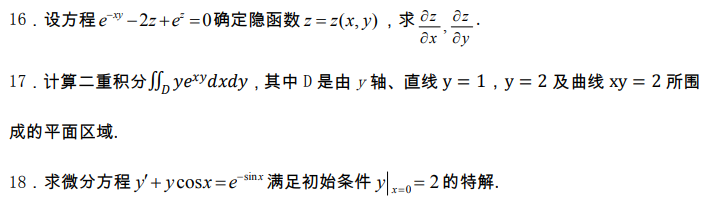 16．设方程 $e^{-xy}-2z+e^{z}=0$ 确定隐函数 $z=z(x,y)$，求 $\frac{\partial z}{\partial x},\frac{\partial z}{\partial y}$.
17．计算二重积分 $\iint_{D} ye^{xy}dxdy$，其中 D 是由 $y$ 轴、直线 y = 1，y = 2 及曲线 xy = 2 所围
成的平面区域.
18．求微分方程 $y'+y\cos x=e^{-\sin x}$ 满足初始条件 $y|_{x=0}=2$ 的特解.